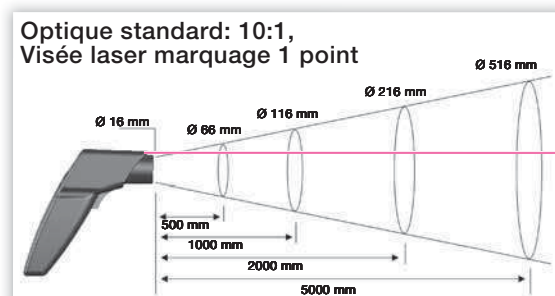 Optique standard: 10:1,
Visée laser marquage 1 point
Ø 516 mm
Ø 216 mm
Ø 116 mm
Ø 16 mm
Ø 66 mm
500 mm
1000 mm
2000 mm
5000 mm